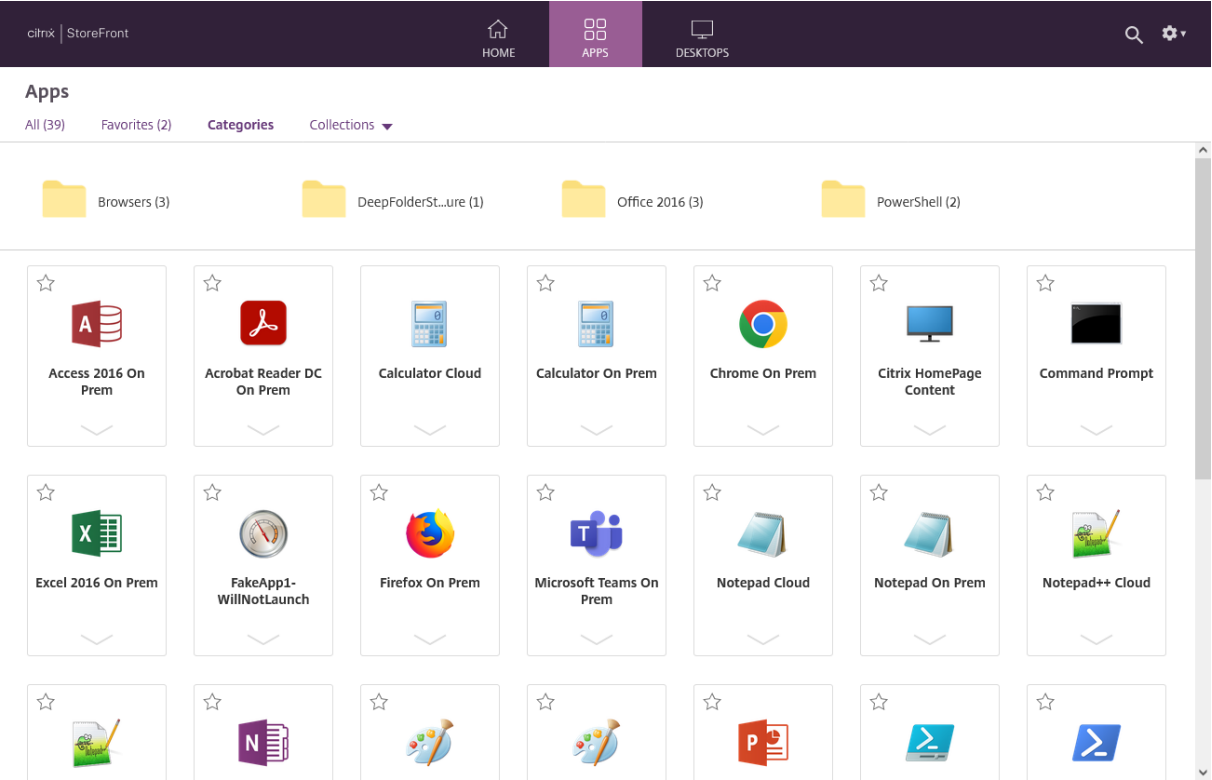 citrix | StoreFront
HOME
APPS
DESKTOPS
Apps
All (39)
Favorites (2)
Categories
Collections
Browsers (3)
DeepFolderSt...ure (1)
Office 2016 (3)
PowerShell (2)
Access 2016 On
Prem
Acrobat Reader DC
On Prem
Calculator Cloud
Calculator On Prem
Chrome On Prem
Citrix HomePage
Content
Command Prompt
Excel 2016 On Prem
FakeApp1-
WillNotLaunch
Firefox On Prem
Microsoft Teams On
Prem
Notepad Cloud
Notepad On Prem
Notepad++ Cloud